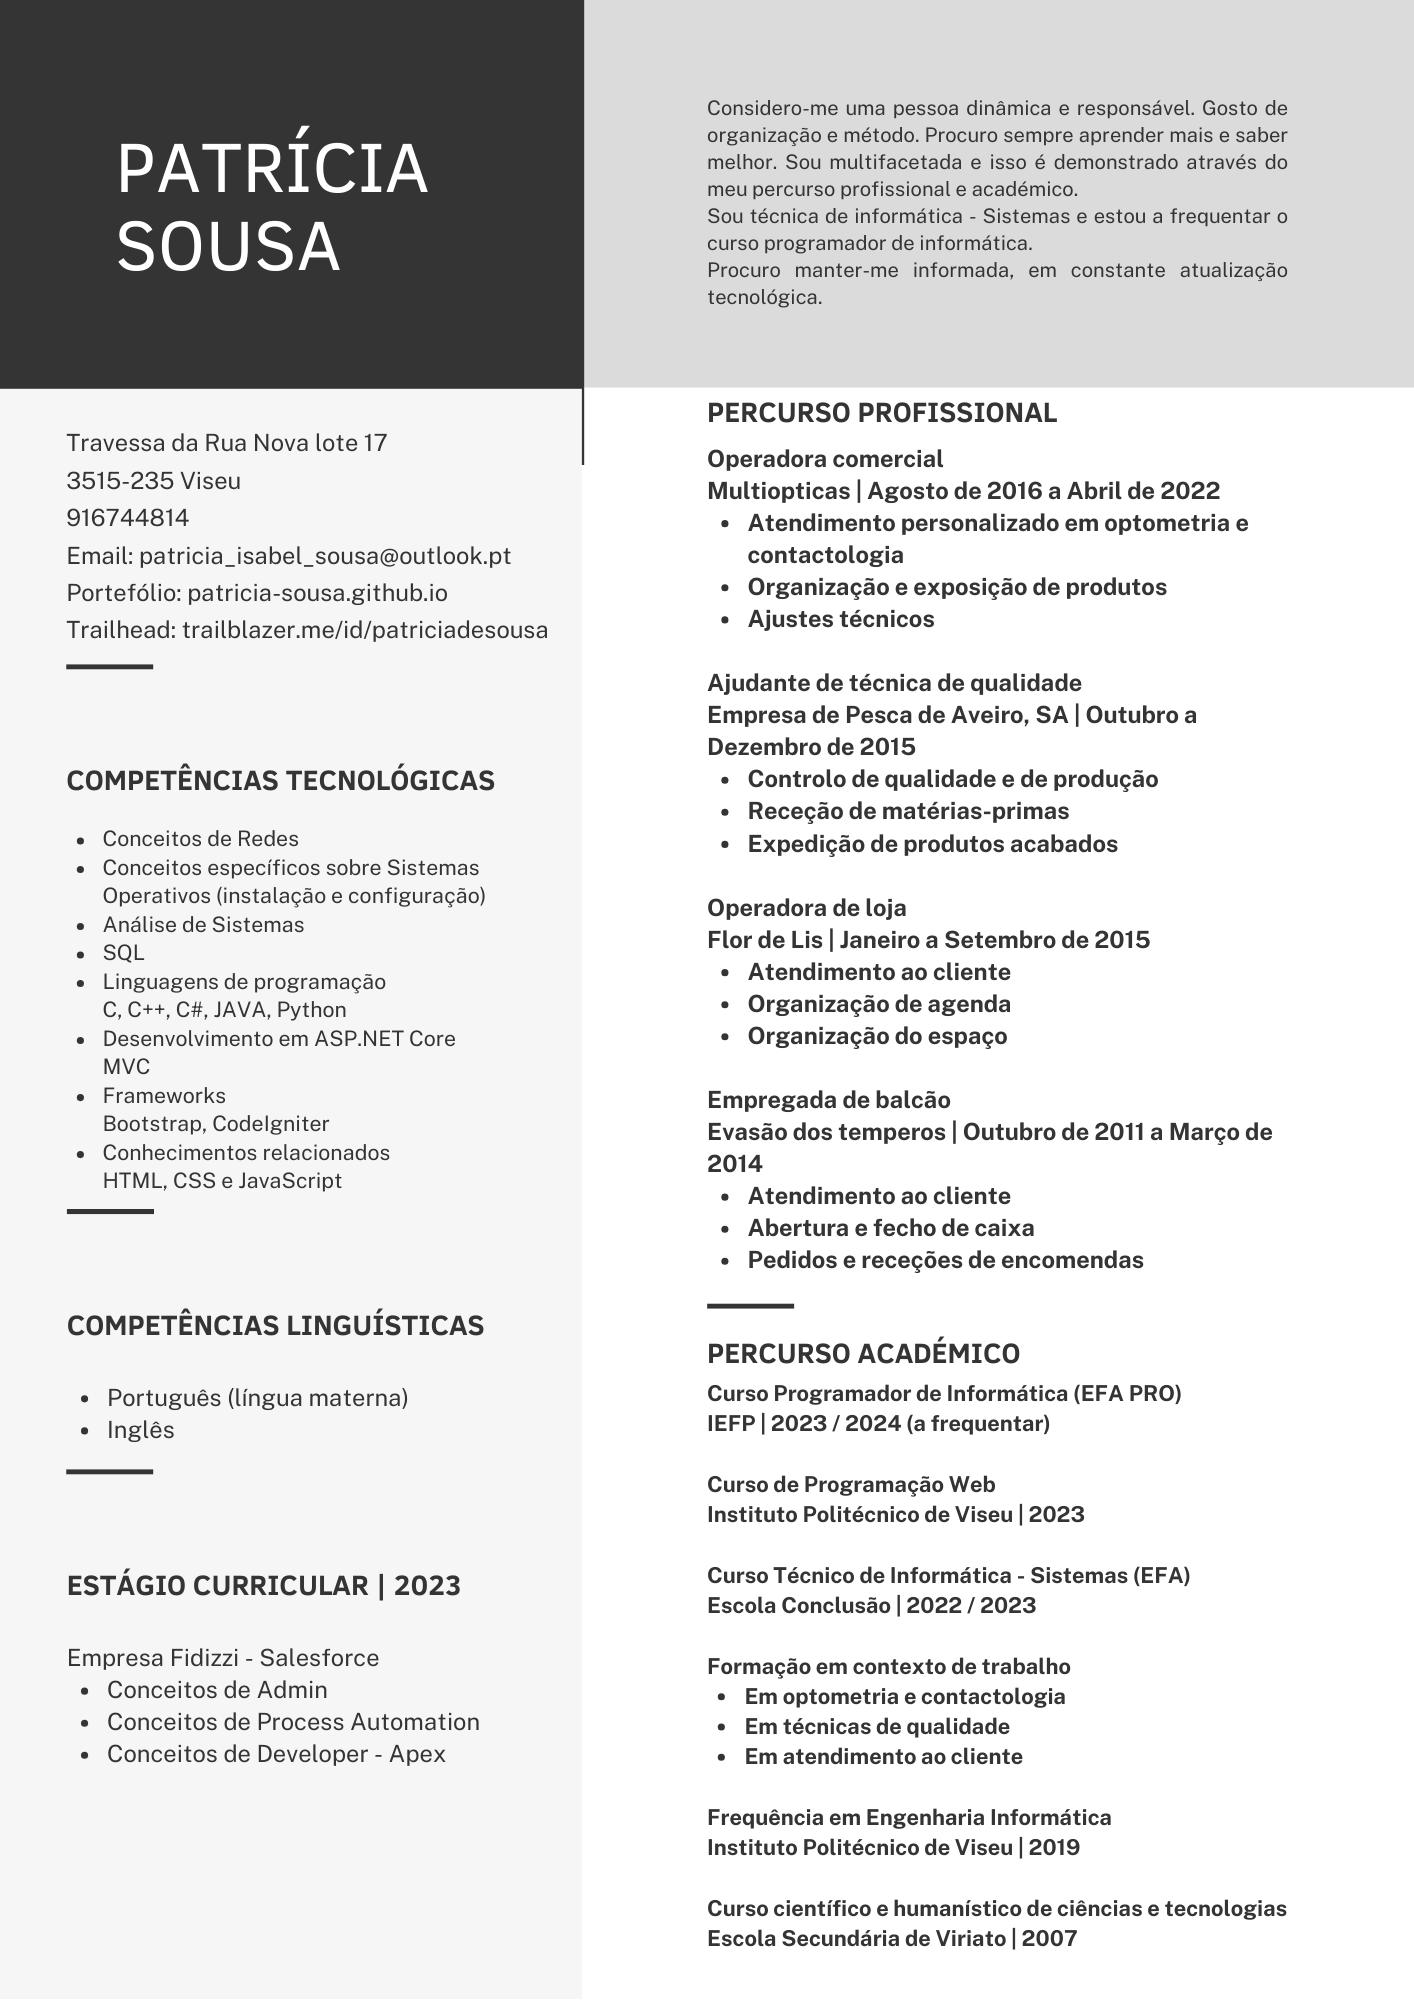 PATRÍCIA
SOUSA
Considero-me uma pessoa dinâmica e responsável. Gosto de
organização e método. Procuro sempre aprender mais e saber
melhor. Sou multifacetada e isso é demonstrado através do
meu percurso profissional e académico.
Sou técnica de informática - Sistemas e estou a frequentar o
curso programador de informática.
Procuro manter-me informada, em constante atualização
tecnológica.
Travessa da Rua Nova lote 17
3515-235 Viseu
916744814
Email: patricia_isabel_sousa@outlook.pt
Portefólio: patricia-sousa.github.io
Trailhead: trailblazer.me/id/patriciadesousa
COMPETÊNCIAS TECNOLÓGICAS
• Conceitos de Redes
• Conceitos específicos sobre Sistemas
Operativos (instalação e configuração)
• Análise de Sistemas
• SQL
• Linguagens de programação
C, C++, C#, JAVA, Python
• Desenvolvimento em ASP.NET Core
MVC
• Frameworks
Bootstrap, CodeIgniter
• Conhecimentos relacionados
HTML, CSS e JavaScript
COMPETÊNCIAS LINGUÍSTICAS
• Português (língua materna)
• Inglês
ESTÁGIO CURRICULAR | 2023
Empresa Fidizzi - Salesforce
• Conceitos de Admin
• Conceitos de Process Automation
• Conceitos de Developer - Apex
PERCURSO PROFISSIONAL
Operadora comercial
Multiopticas | Agosto de 2016 a Abril de 2022
• Atendimento personalizado em optometria e
contactologia
• Organização e exposição de produtos
• Ajustes técnicos
Ajudante de técnica de qualidade
Empresa de Pesca de Aveiro, SA | Outubro a
Dezembro de 2015
• Controlo de qualidade e de produção
• Receção de matérias-primas
• Expedição de produtos acabados
Operadora de loja
Flor de Lis | Janeiro a Setembro de 2015
• Atendimento ao cliente
• Organização de agenda
• Organização do espaço
Empregada de balcão
Evasão dos temperos | Outubro de 2011 a Março de
2014
• Atendimento ao cliente
• Abertura e fecho de caixa
• Pedidos e receções de encomendas
PERCURSO ACADÉMICO
Curso Programador de Informática (EFA PRO)
IEFP | 2023 / 2024 (a frequentar)
Curso de Programação Web
Instituto Politécnico de Viseu | 2023
Curso Técnico de Informática - Sistemas (EFA)
Escola Conclusão | 2022 / 2023
Formação em contexto de trabalho
• Em optometria e contactologia
• Em técnicas de qualidade
• Em atendimento ao cliente
Frequência em Engenharia Informática
Instituto Politécnico de Viseu | 2019
Curso científico e humanístico de ciências e tecnologias
Escola Secundária de Viriato | 2007